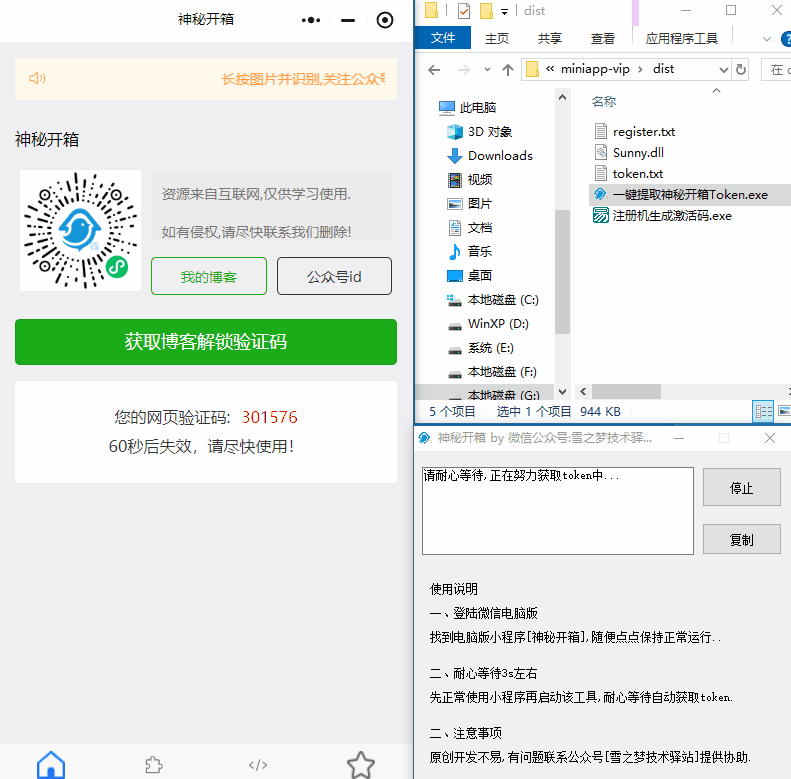 神秘开箱
长按图片并识别,关注公众号
神秘开箱
资源来自互联网,仅供学习使用.
如有侵权,请尽快联系我们删除!
我的博客
公众号id
获取博客解锁验证码
您的网页验证码: 301576
60秒后失效，请尽快使用！
dist
文件
主页
共享
查看
应用程序工具
« miniapp-vip › dist
在
此电脑
3D 对象
Downloads
视频
图片
文档
音乐
桌面
本地磁盘 (C:)
WinXP (D:)
系统 (E:)
本地磁盘 (F:)
本地磁盘 (G:)
名称
register.txt
Sunny.dll
token.txt
一键提取神秘开箱Token.exe
注册机生成激活码.exe
5 个项目
选中 1 个项目 944 KB
神秘开箱 by 微信公众号:雪之梦技术驿...
请耐心等待,正在努力获取token中...
停止
复制
使用说明
一、登陆微信电脑版
找到电脑版小程序[神秘开箱],随便点点保持正常运行..
二、耐心等待3s左右
先正常使用小程序再启动该工具,耐心等待自动获取token.
二、注意事项
原创开发不易,有问题联系公众号[雪之梦技术驿站]提供协助.